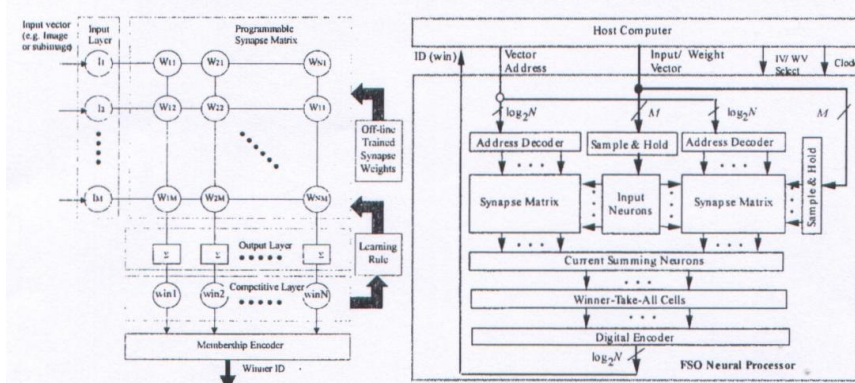 Input vector
(e.g. Image
or subimage)
Input
Layer
Programmable
Synapse Matrix
I1
W11
W21
WN1
I2
W12
W22
W11
IM
W1M
W2M
WNM
Off-line
Trained
Synapse
Weights
Output Layer
Σ
Σ
Σ
Learning
Rule
Competitive Layer
win1
win2
winN
Membership Encoder
Winner ID
Host Computer
ID (win)
Vector
Address
Input/ Weight
Vector
IV/ WV
Select
Clock
log2N
M
log2N
M
Address Decoder
Sample & Hold
Address Decoder
Synapse Matrix
Input
Neurons
Synapse Matrix
Sample & Hold
Current Summing Neurons
Winner-Take-All Cells
Digital Encoder
log2N
FSO Neural Processor